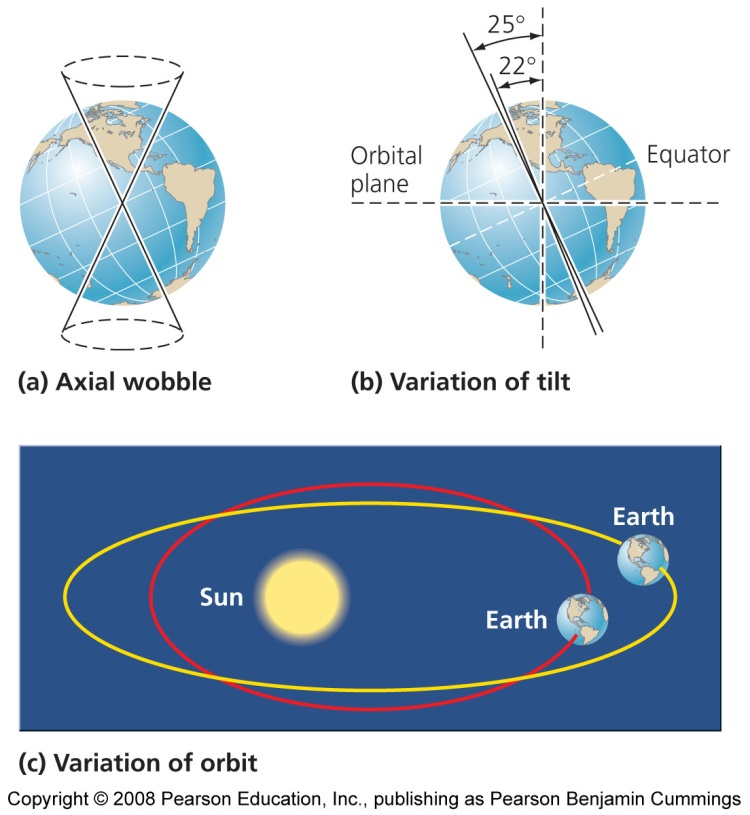 25°
22°
Orbital
plane
Equator
(a) Axial wobble
(b) Variation of tilt
Earth
Sun
Earth
(c) Variation of orbit
Copyright © 2008 Pearson Education, Inc., publishing as Pearson Benjamin Cummings